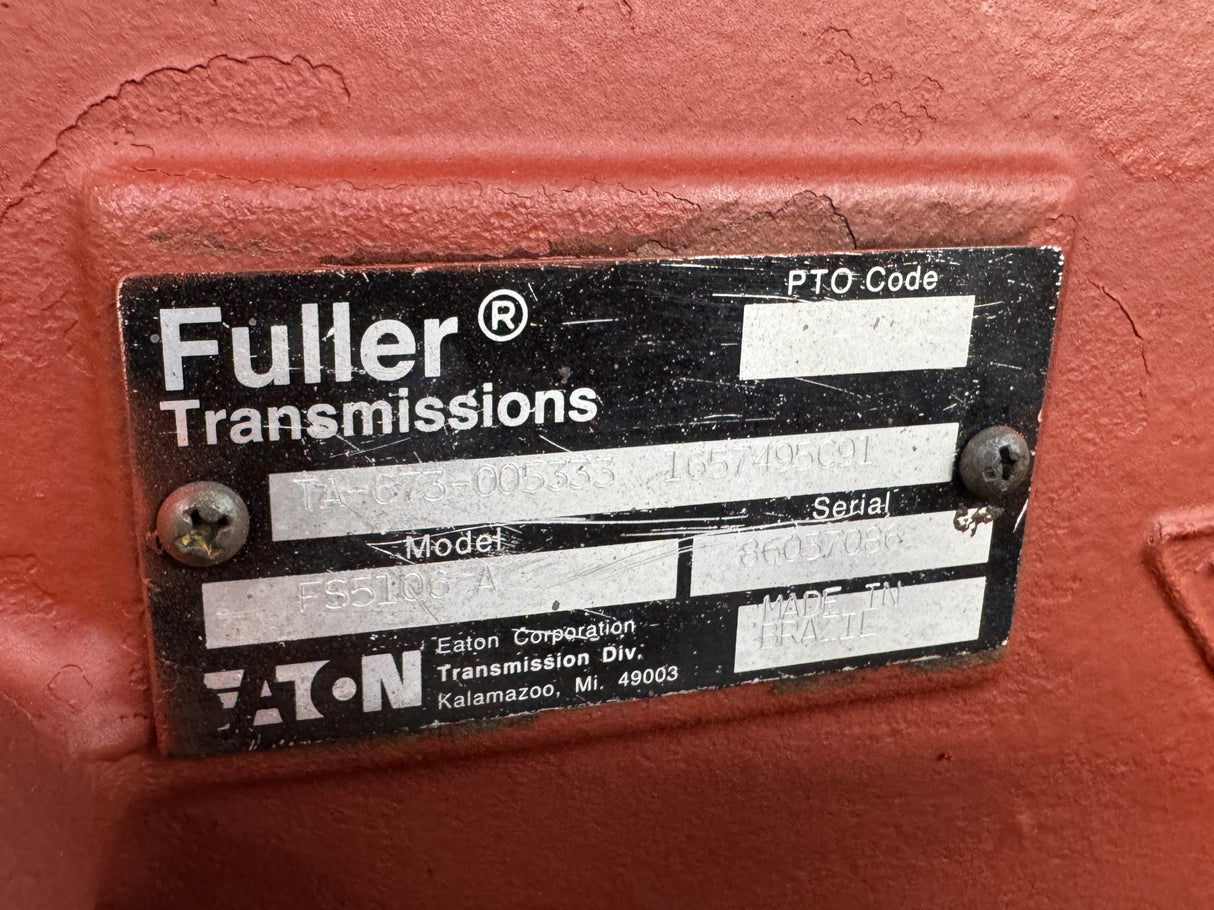 PTO Code
Fuller®
Transmissions
TA-673-005333 1657495C91
Model
Serial
FS5106 A
86037086
MADE IN
BRAZIL
EATON
Eaton Corporation
Transmission Div.
Kalamazoo, Mi. 49003